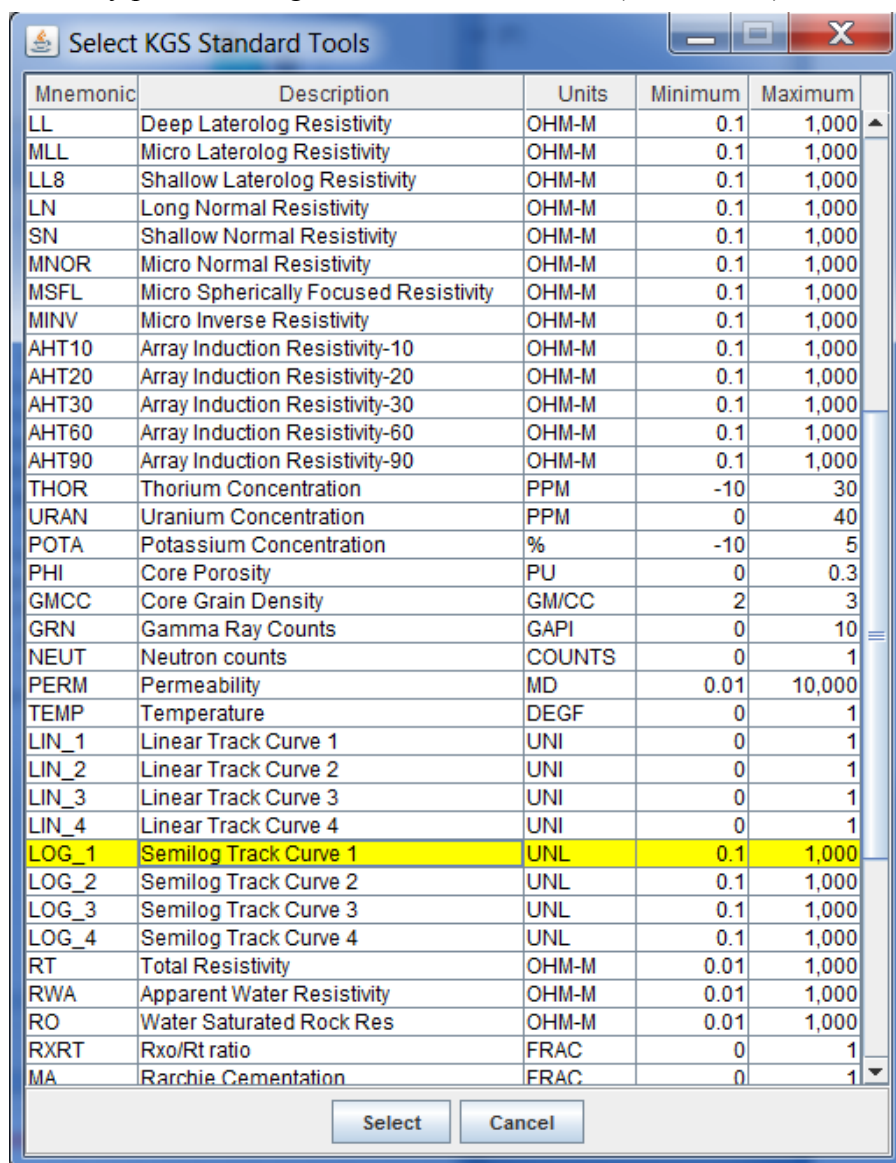 Select KGS Standard Tools
Mnemonic Description Units Minimum Maximum
LL Deep Laterolog Resistivity OHM-M 0.1 1,000
MLL Micro Laterolog Resistivity OHM-M 0.1 1,000
LL8 Shallow Laterolog Resistivity OHM-M 0.1 1,000
LN Long Normal Resistivity OHM-M 0.1 1,000
SN Shallow Normal Resistivity OHM-M 0.1 1,000
MNOR Micro Normal Resistivity OHM-M 0.1 1,000
MSFL Micro Spherically Focused Resistivity OHM-M 0.1 1,000
MINV Micro Inverse Resistivity OHM-M 0.1 1,000
AHT10 Array Induction Resistivity-10 OHM-M 0.1 1,000
AHT20 Array Induction Resistivity-20 OHM-M 0.1 1,000
AHT30 Array Induction Resistivity-30 OHM-M 0.1 1,000
AHT60 Array Induction Resistivity-60 OHM-M 0.1 1,000
AHT90 Array Induction Resistivity-90 OHM-M 0.1 1,000
THOR Thorium Concentration PPM -10 30
URAN Uranium Concentration PPM 0 40
POTA Potassium Concentration % -10 5
PHI Core Porosity PU 0 0.3
GMCC Core Grain Density GM/CC 2 3
GRN Gamma Ray Counts GAPI 0 10
NEUT Neutron counts COUNTS 0 1
PERM Permeability MD 0.01 10,000
TEMP Temperature DEGF 0 1
LIN_1 Linear Track Curve 1 UNI 0 1
LIN_2 Linear Track Curve 2 UNI 0 1
LIN_3 Linear Track Curve 3 UNI 0 1
LIN_4 Linear Track Curve 4 UNI 0 1
LOG_1 Semilog Track Curve 1 UNL 0.1 1,000
LOG_2 Semilog Track Curve 2 UNL 0.1 1,000
LOG_3 Semilog Track Curve 3 UNL 0.1 1,000
LOG_4 Semilog Track Curve 4 UNL 0.1 1,000
RT Total Resistivity OHM-M 0.01 1,000
RWA Apparent Water Resistivity OHM-M 0.01 1,000
RO Water Saturated Rock Res OHM-M 0.01 1,000
RXRT Rxo/Rt ratio FRAC 0 1
MA Rarchie Cementation FRAC 0 1
Select Cancel